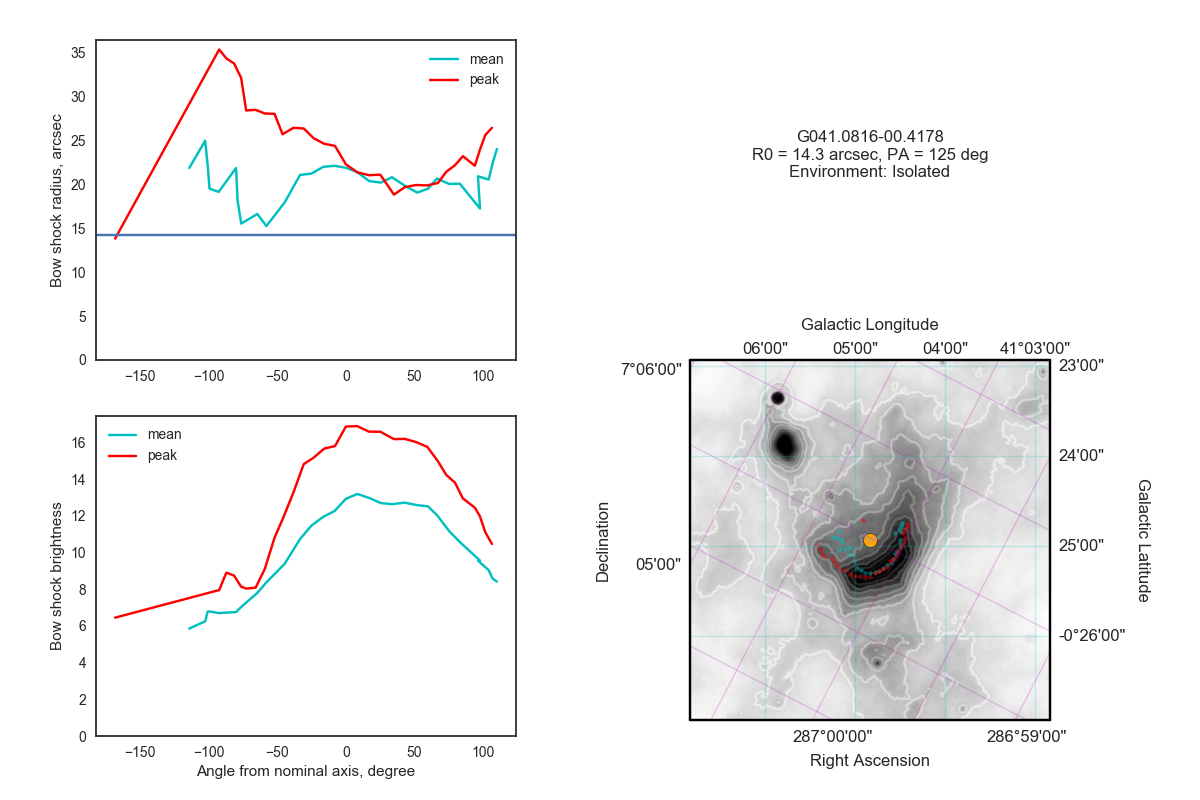 mean
peak
Bow shock radius, arcsec
35
30
25
20
15
10
5
0
−150
−100
−50
0
50
100
mean
peak
Bow shock brightness
16
14
12
10
8
6
4
2
0
−150
−100
−50
0
50
100
Angle from nominal axis, degree
G041.0816-00.4178
R0 = 14.3 arcsec, PA = 125 deg
Environment: Isolated
Galactic Longitude
06'00"
05'00"
04'00"
41°03'00"
7°06'00"
05'00"
Declination
23'00"
24'00"
25'00"
-0°26'00"
Galactic Latitude
287°00'00"
286°59'00"
Right Ascension